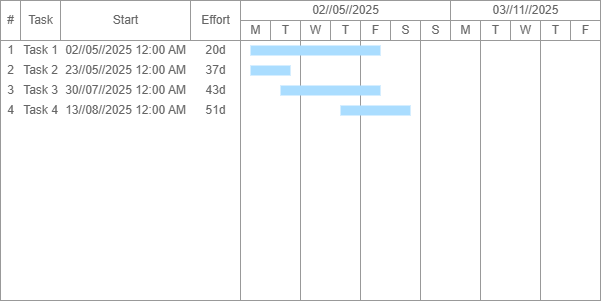 # Task Start Effort 02//05//2025 03//11//2025
M T W T F S S M T W T F
1 Task 1 02//05//2025 12:00 AM 20d
2 Task 2 23//05//2025 12:00 AM 37d
3 Task 3 30//07//2025 12:00 AM 43d
4 Task 4 13//08//2025 12:00 AM 51d